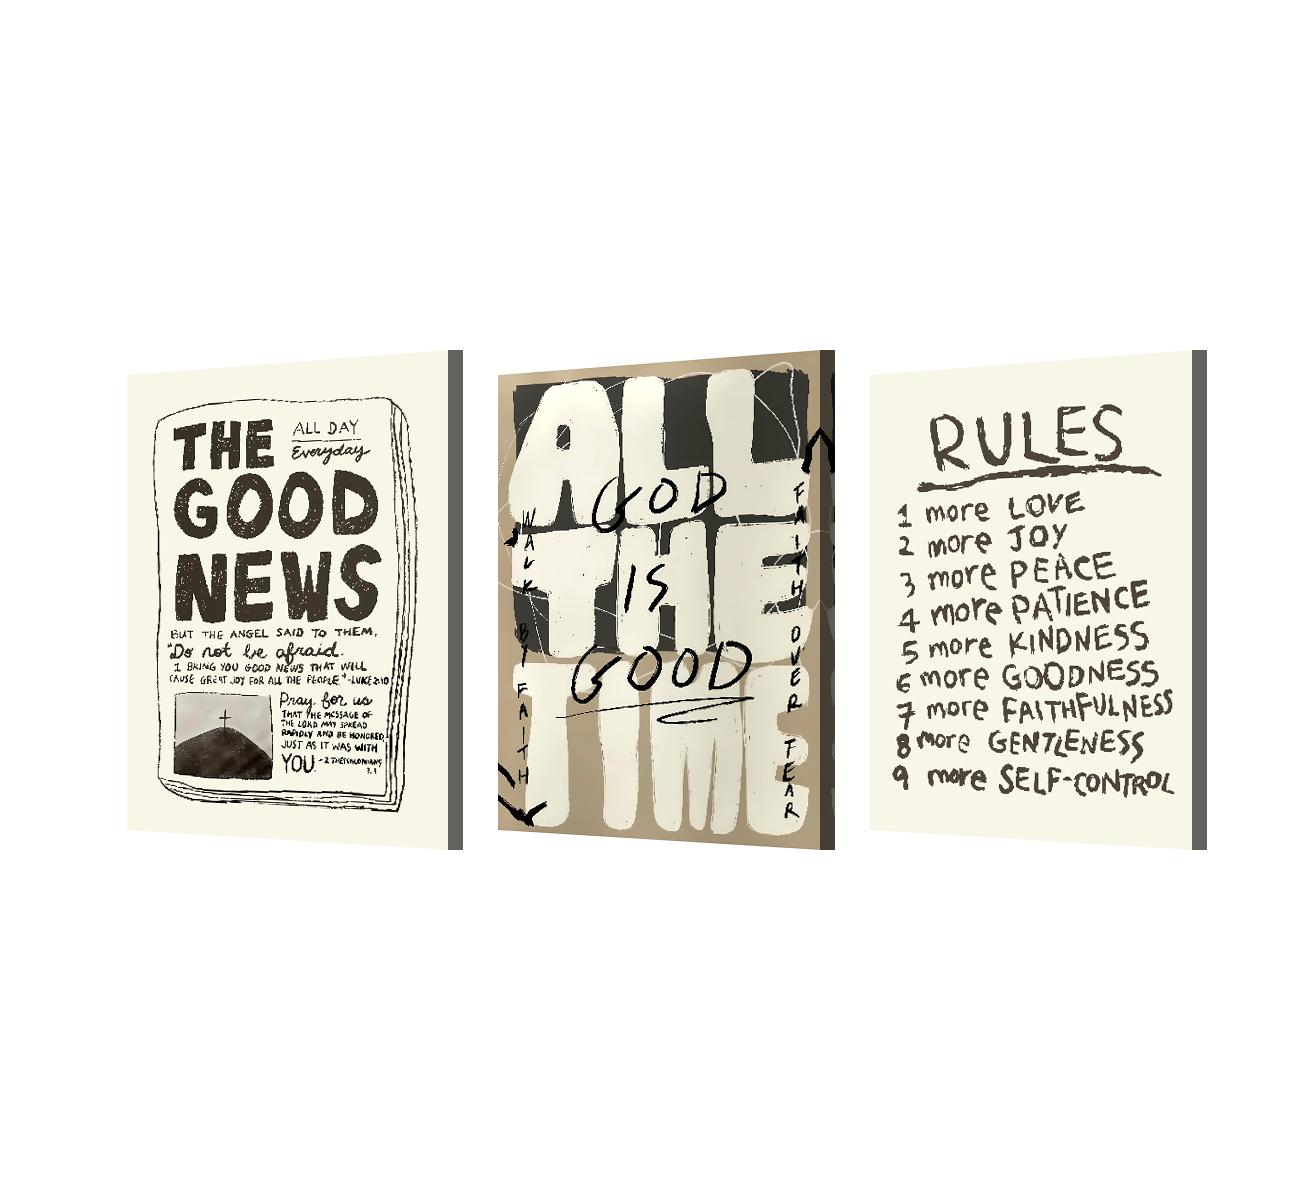 THE
ALL DAY
Everyday
GOOD
NEWS
BUT THE ANGEL SAID TO THEM,
"Do not be afraid.
I BRING YOU GOOD NEWS THAT WILL
CAUSE GREAT JOY FOR ALL THE PEOPLE." -LUKE 2:10
Pray for us
THAT THE MESSAGE OF
THE LORD MAY SPREAD
RAPIDLY AND BE HONORED,
JUST AS IT WAS WITH
YOU. -2 THESSALONIANS
3:1
ALL
THE
TIME
GOD
IS
GOOD
WALK BY FAITH
FAITH OVER FEAR
RULES
1 more LOVE
2 more JOY
3 more PEACE
4 more PATIENCE
5 more KINDNESS
6 more GOODNESS
7 more FAITHFULNESS
8 more GENTLENESS
9 more SELF-CONTROL